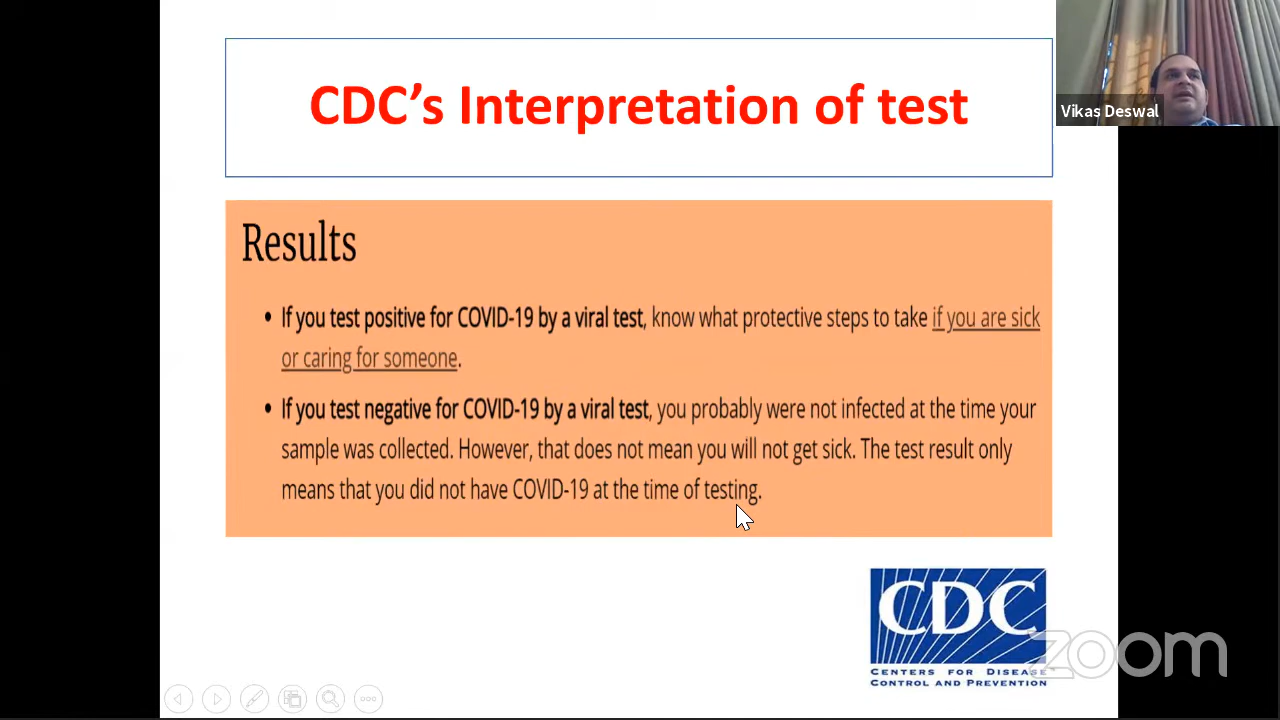 CDC’s Interpretation of test
Vikas Deswal
Results
• If you test positive for COVID-19 by a viral test, know what protective steps to take if you are sick
or caring for someone.
• If you test negative for COVID-19 by a viral test, you probably were not infected at the time your
sample was collected. However, that does not mean you will not get sick. The test result only
means that you did not have COVID-19 at the time of testing.
CDC
CENTERS FOR DISEASE
CONTROL AND PREVENTION
zoom